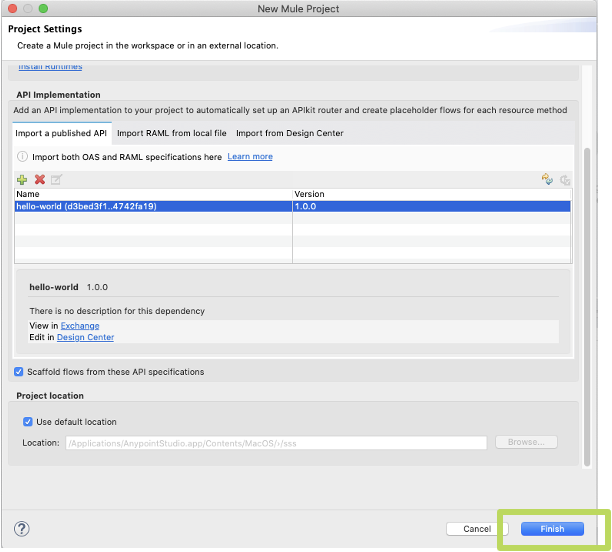 New Mule Project
Project Settings
Create a Mule project in the workspace or in an external location.
Install Runtimes
API Implementation
Add an API implementation to your project to automatically set up an APIkit router and create placeholder flows for each resource method
Import a published API Import RAML from local file Import from Design Center
Import both OAS and RAML specifications here Learn more
Name Version
hello-world (d3bed3f1..4742fa19) 1.0.0
hello-world 1.0.0
There is no description for this dependency
View in Exchange
Edit in Design Center
Scaffold flows from these API specifications
Project location
Use default location
Location: /Applications/AnypointStudio.app/Contents/MacOS/-/sss Browse...
? Cancel Finish